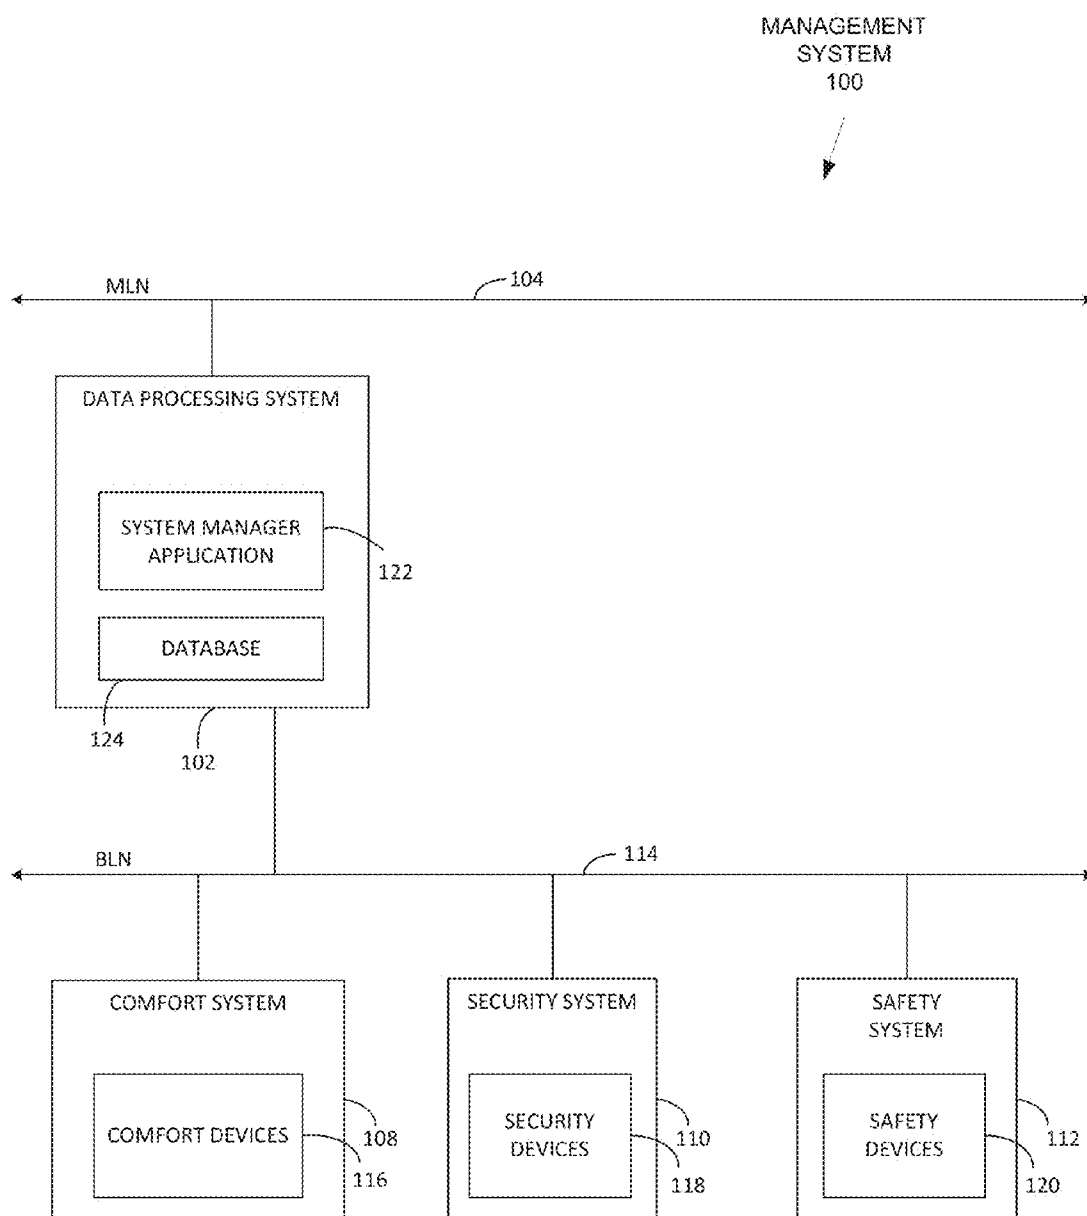 MANAGEMENT
SYSTEM
100
MLN
104
DATA PROCESSING SYSTEM
SYSTEM MANAGER
APPLICATION
122
DATABASE
124
102
BLN
114
COMFORT SYSTEM
COMFORT DEVICES
108
116
SECURITY SYSTEM
SECURITY
DEVICES
110
118
SAFETY
SYSTEM
SAFETY
DEVICES
112
120